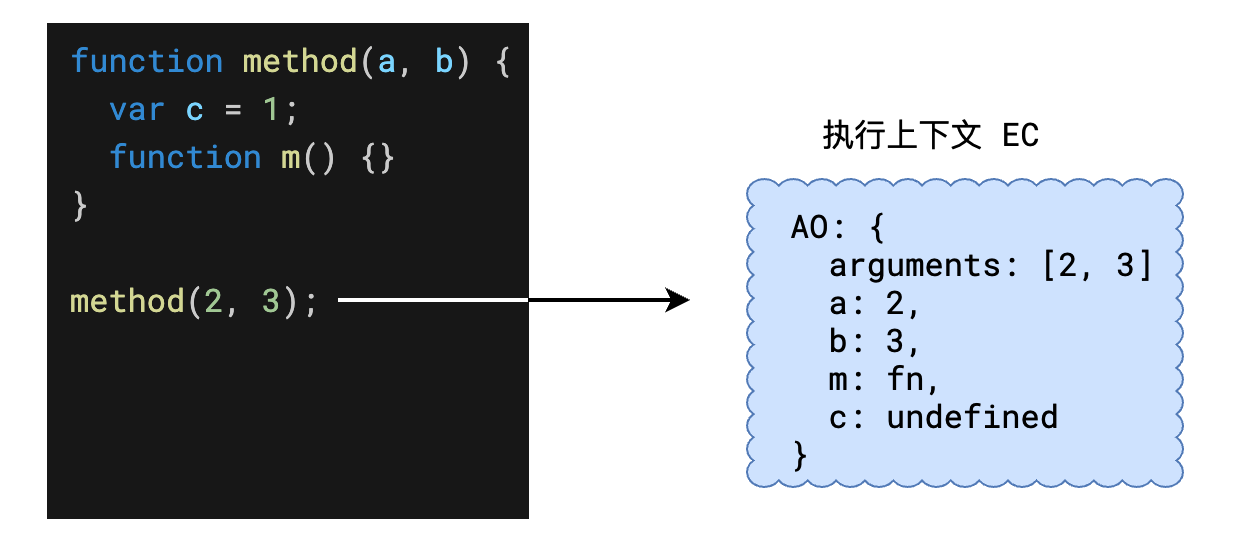 function method(a, b) {
  var c = 1;
  function m() {}
}
method(2, 3);
执行上下文 EC
AO: {
  arguments: [2, 3]
  a: 2,
  b: 3,
  m: fn,
  c: undefined
}